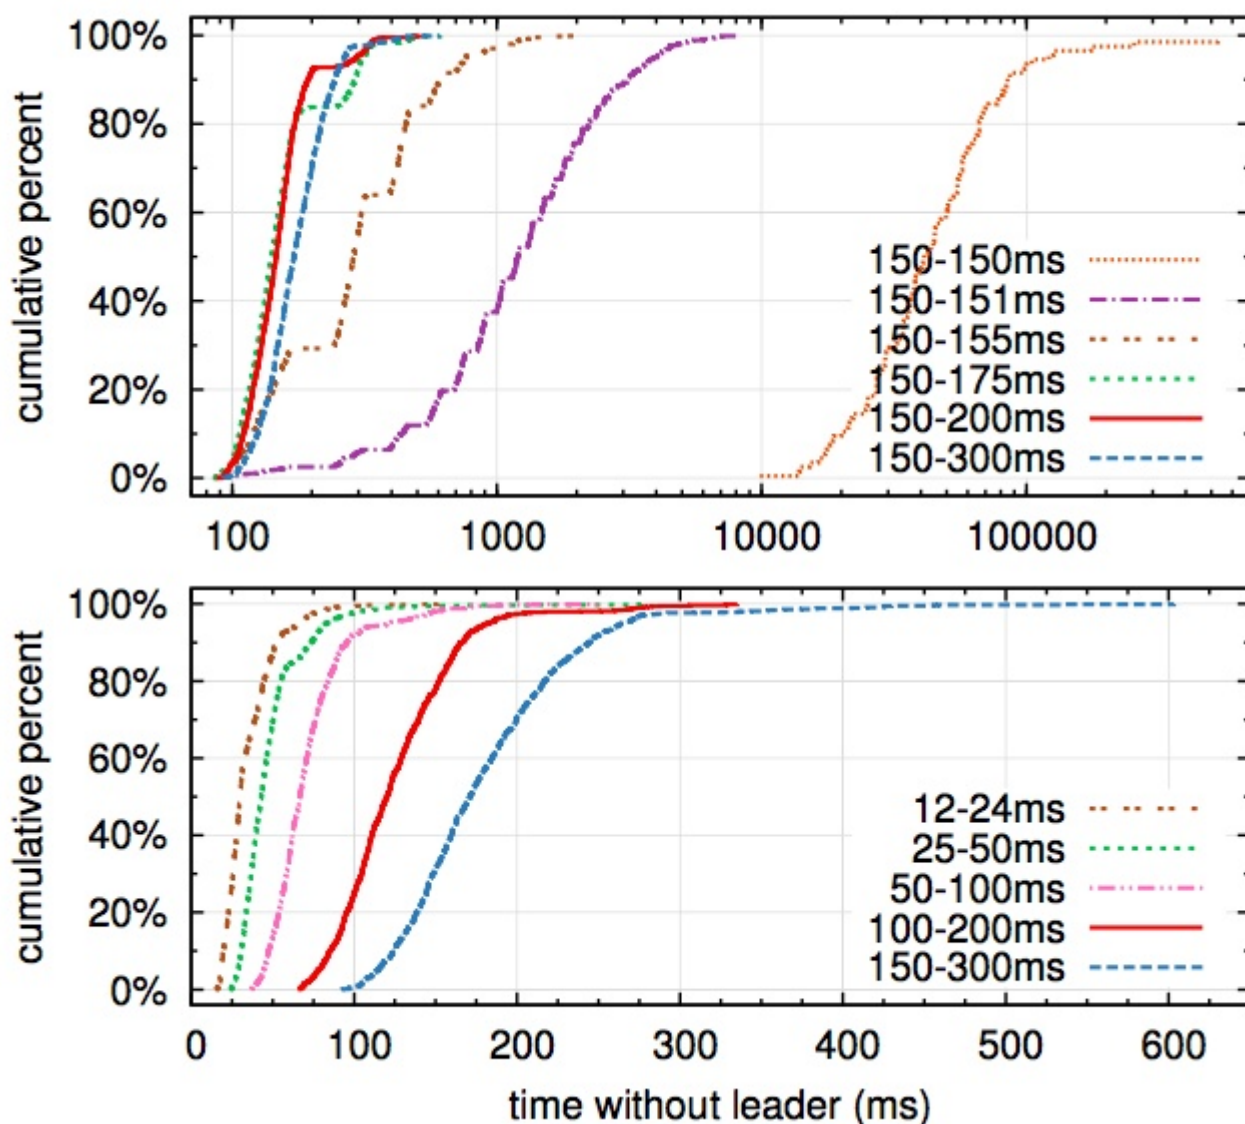 cumulative percent
100%
80%
60%
40%
20%
0%
150-150ms
150-151ms
150-155ms
150-175ms
150-200ms
150-300ms
100 1000 10000 100000
cumulative percent
100%
80%
60%
40%
20%
0%
12-24ms
25-50ms
50-100ms
100-200ms
150-300ms
0 100 200 300 400 500 600
time without leader (ms)